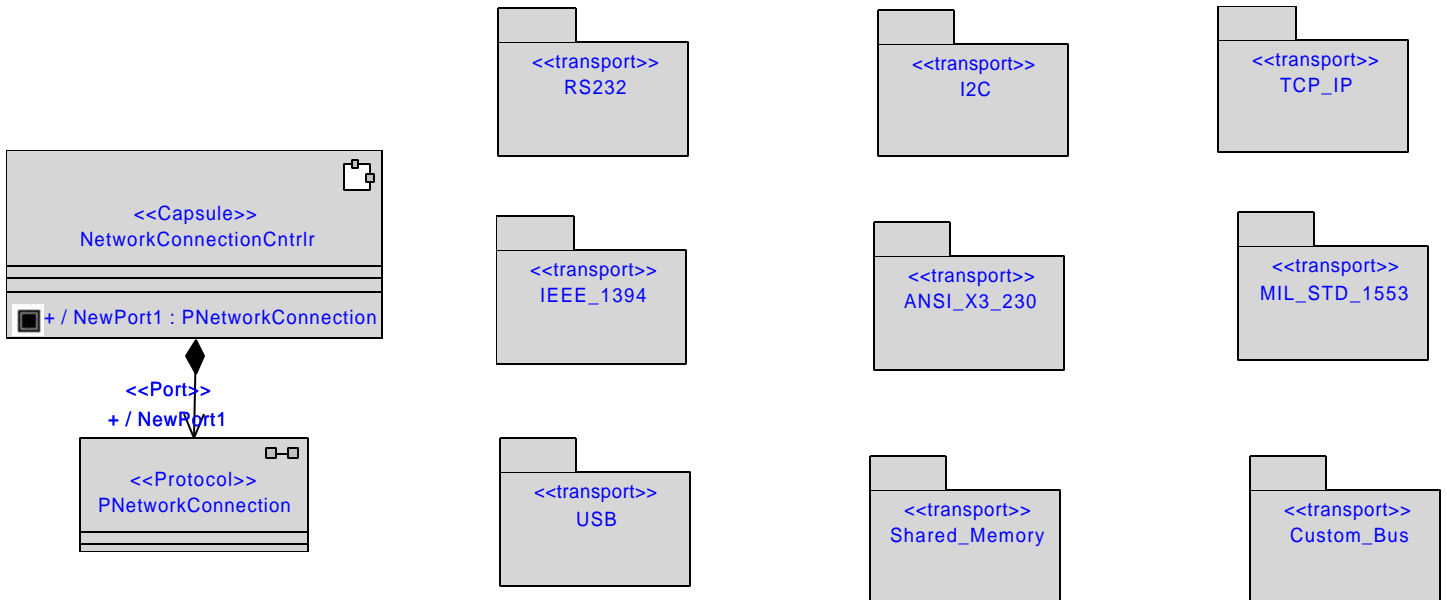 <<Capsule>>
NetworkConnectionCntrlr
+ / NewPort1 : PNetworkConnection
<<Port>>
+ / NewPort1
<<Protocol>>
PNetworkConnection
<<transport>>
RS232
<<transport>>
I2C
<<transport>>
TCP_IP
<<transport>>
IEEE_1394
<<transport>>
ANSI_X3_230
<<transport>>
MIL_STD_1553
<<transport>>
USB
<<transport>>
Shared_Memory
<<transport>>
Custom_Bus